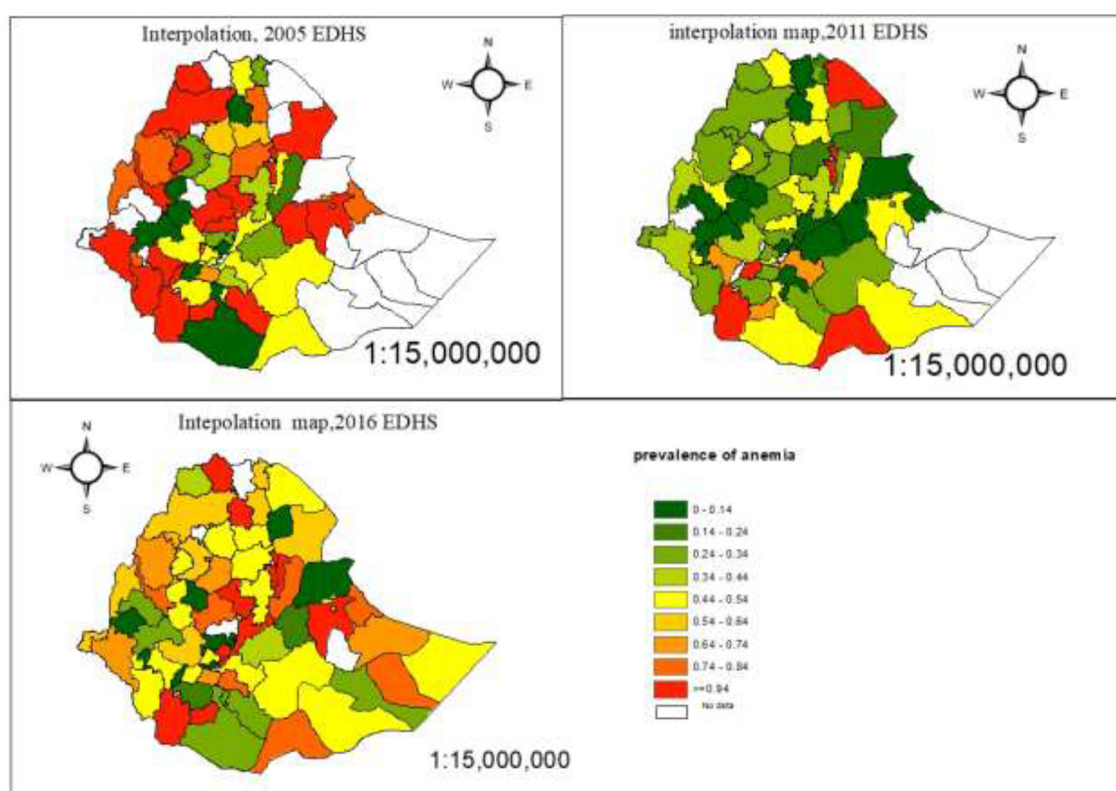 Interpolation, 2005 EDHS
N
W E
S
1:15,000,000
interpolation map,2011 EDHS
N
W E
S
1:15,000,000
Intepolation map,2016 EDHS
N
W E
S
1:15,000,000
prevalence of anemia
0 - 0.14
0.14 - 0.24
0.24 - 0.34
0.34 - 0.44
0.44 - 0.54
0.54 - 0.64
0.64 - 0.74
0.74 - 0.84
>=0.94
No data